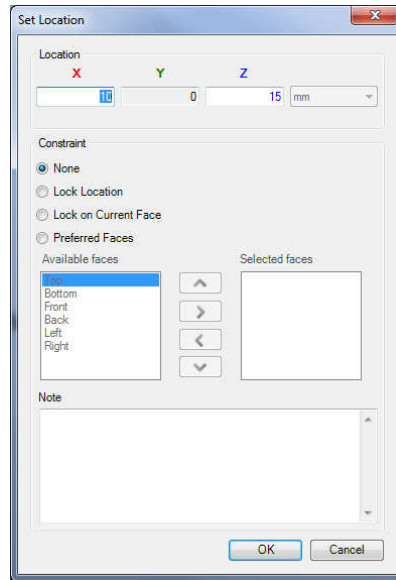 Set Location
Location
X Y Z
10 0 15 mm
Constraint
None
Lock Location
Lock on Current Face
Preferred Faces
Available faces Selected faces
Top
Bottom
Front
Back
Left
Right
Note
OK Cancel